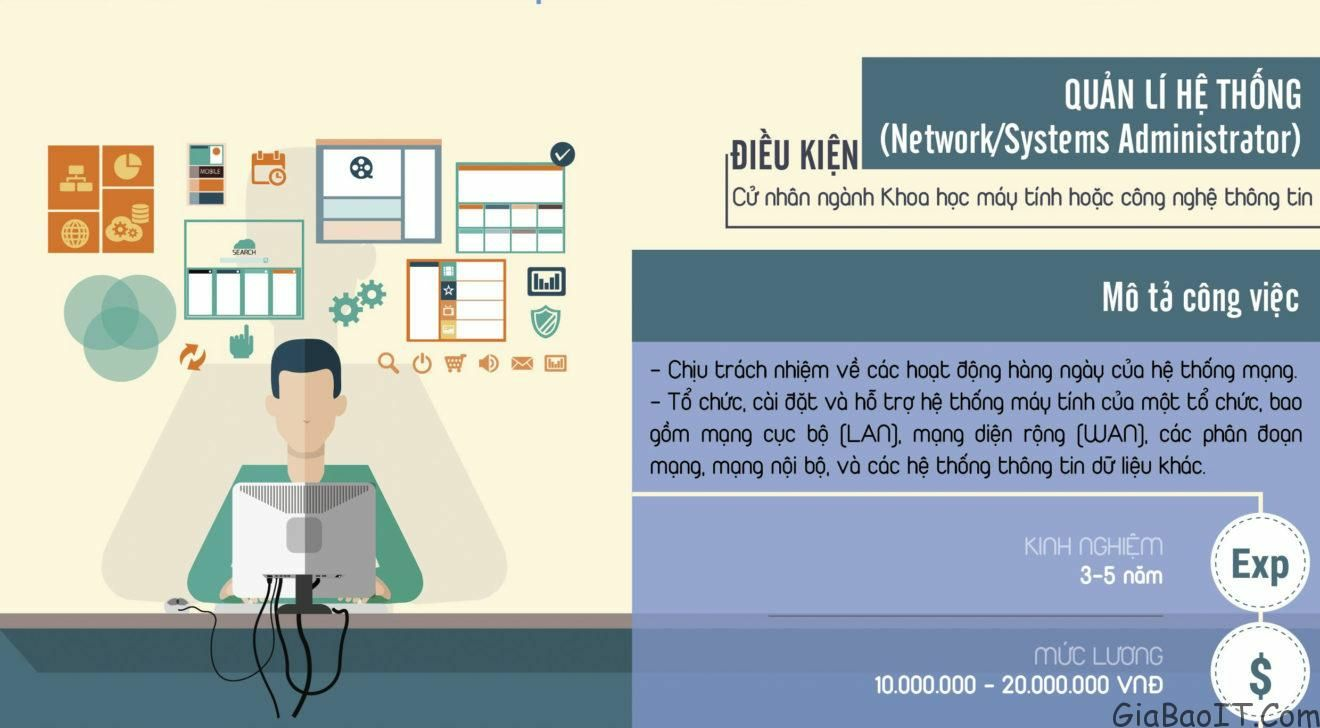 QUẢN LÍ HỆ THỐNG
(Network/Systems Administrator)
ĐIỀU KIỆN
Cử nhân ngành Khoa học máy tính hoặc công nghệ thông tin
MOBILE
SEARCH
Mô tả công việc
- Chịu trách nhiệm về các hoạt động hàng ngày của hệ thống mạng.
- Tổ chức, cài đặt và hỗ trợ hệ thống máy tính của một tổ chức, bao
gồm mạng cục bộ (LAN), mạng diện rộng (WAN), các phân đoạn
mạng, mạng nội bộ, và các hệ thống thông tin dữ liệu khác.
KINH NGHIỆM
3-5 năm
Exp
MỨC LƯƠNG
10.000.000 - 20.000.000 VNĐ
$
GiaBaoIT.Com